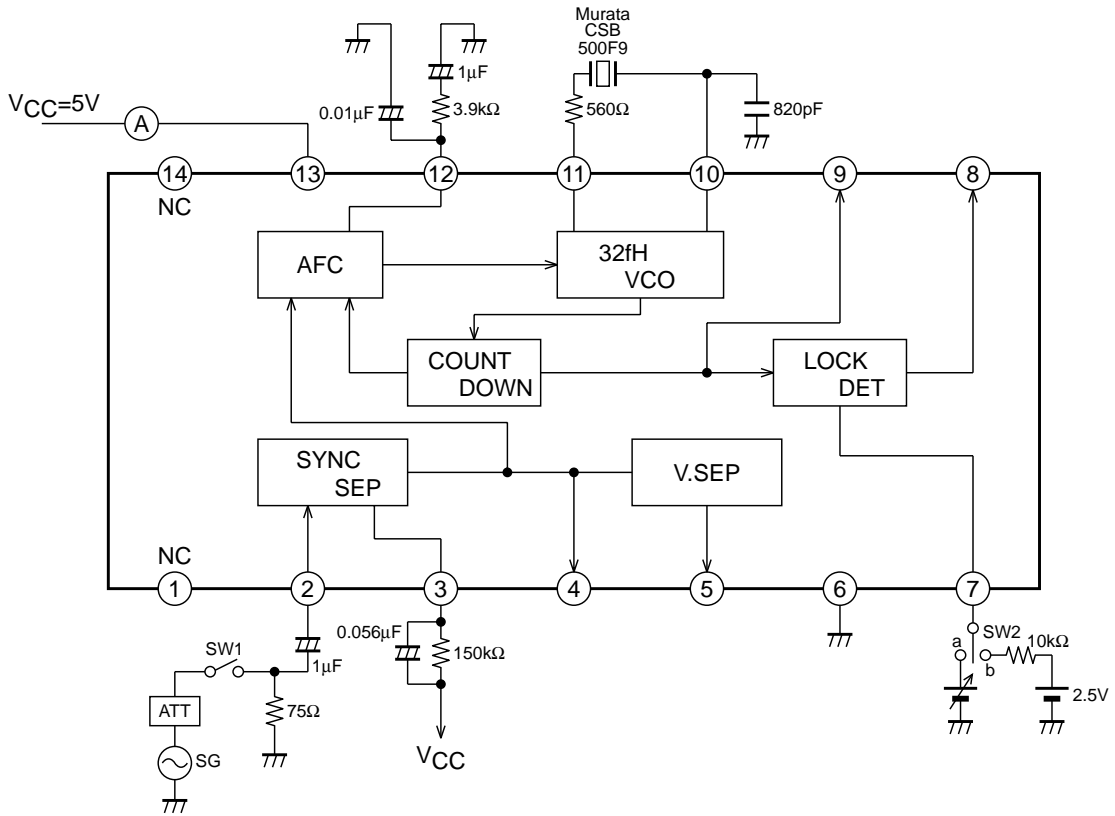 Murata
CSB
500F9
1µF
VCC=5V
A
0.01µF
3.9kΩ
560Ω
820pF
14
13
12
11
10
9
8
NC
AFC
32fH
VCO
COUNT
DOWN
LOCK
DET
SYNC
SEP
V.SEP
NC
1
2
3
4
5
6
7
SW1
1µF
0.056µF
150kΩ
a
SW2
b
10kΩ
ATT
75Ω
2.5V
SG
VCC